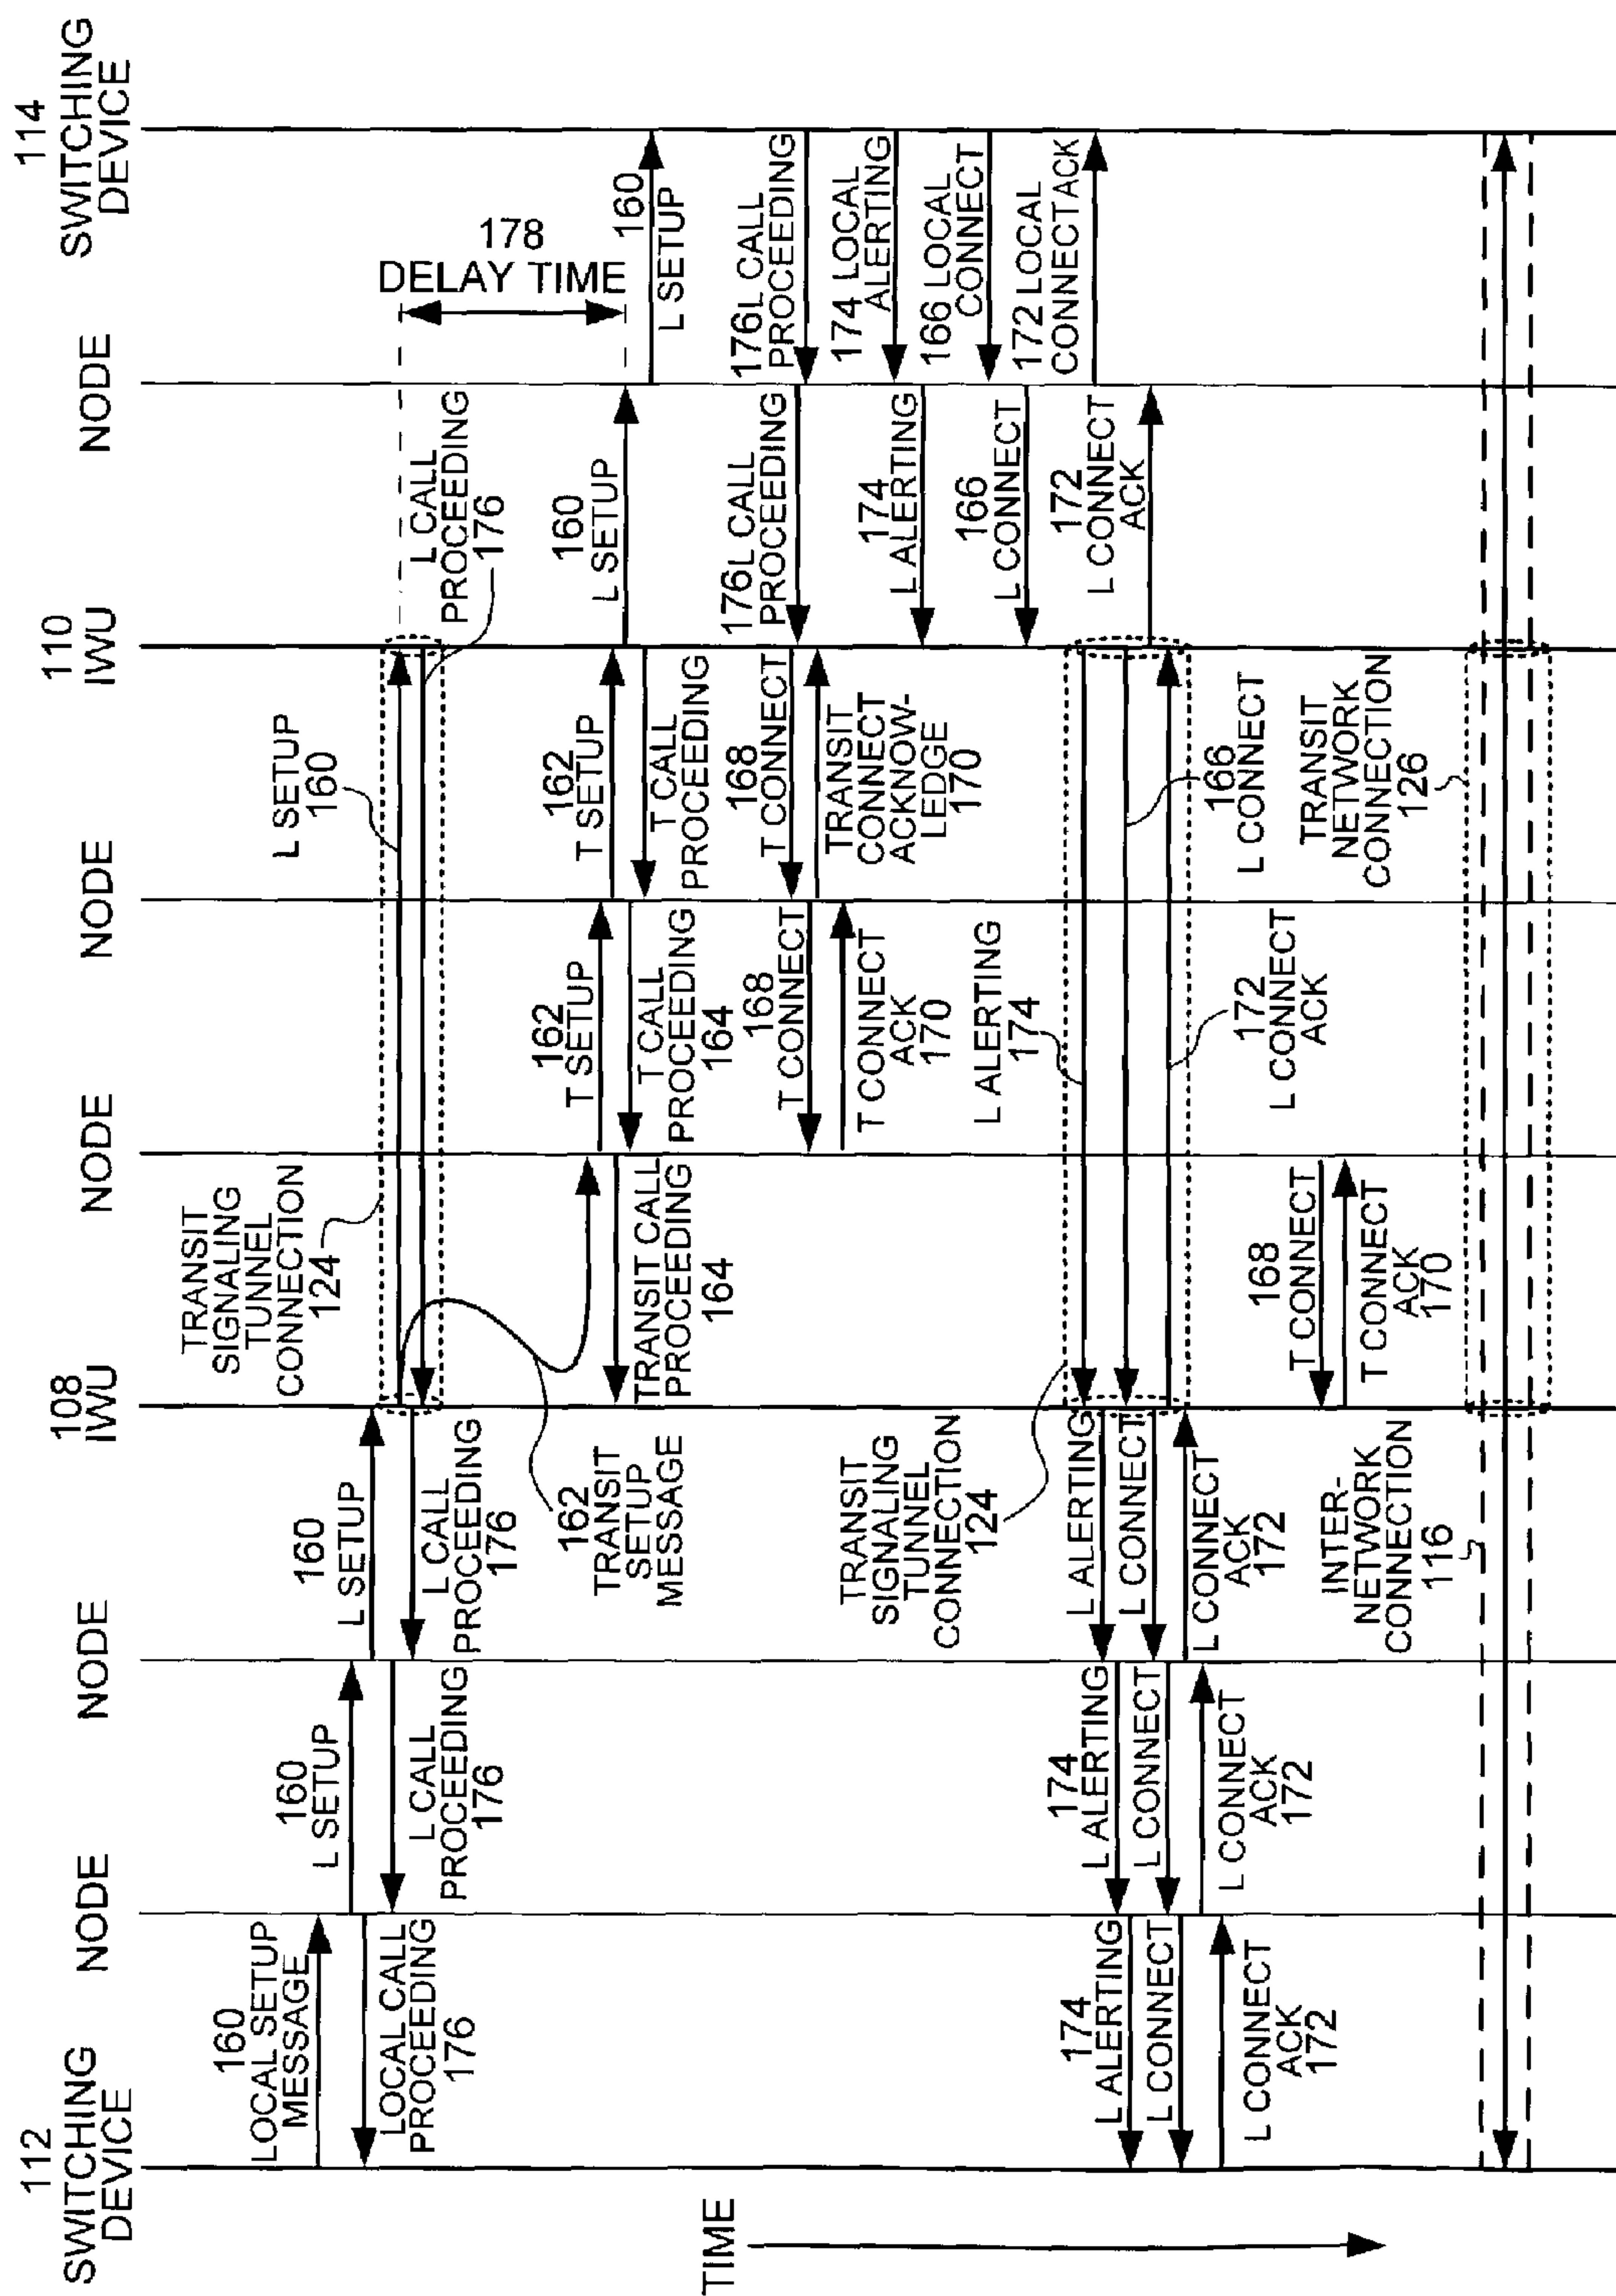 112
SWITCHING
DEVICE
NODE
NODE
108
IWU
NODE
NODE
110
IWU
NODE
114
SWITCHING
DEVICE
TIME
160
LOCAL SETUP
MESSAGE
LOCAL CALL
PROCEEDING
176
160
L SETUP
L CALL
PROCEEDING
176
160
L SETUP
L CALL
PROCEEDING
176
TRANSIT
SIGNALING
TUNNEL
CONNECTION
124
L SETUP
160
L CALL
PROCEEDING
176
178
DELAY TIME
162
TRANSIT
SETUP
MESSAGE
TRANSIT CALL
PROCEEDING
164
162
T SETUP
T CALL
PROCEEDING
164
162
T SETUP
T CALL
PROCEEDING
160
L SETUP
160
L SETUP
168
T CONNECT
T CONNECT
ACK
170
168
T CONNECT
TRANSIT
CONNECT
ACKNOW-
LEDGE
170
176L CALL
PROCEEDING
176L CALL
PROCEEDING
174
L ALERTING
174 LOCAL
ALERTING
166
L CONNECT
166 LOCAL
CONNECT
172
L CONNECT
ACK
172 LOCAL
CONNECT ACK
174
L ALERTING
L CONNECT
L CONNECT
ACK
172
174
L ALERTING
L CONNECT
L CONNECT
ACK
172
TRANSIT
SIGNALING
TUNNEL
CONNECTION
124
L ALERTING
L CONNECT
L CONNECT
ACK
172
L ALERTING
174
172
L CONNECT
ACK
166
L CONNECT
168
T CONNECT
T CONNECT
ACK
170
INTER-
NETWORK
CONNECTION
116
TRANSIT
NETWORK
CONNECTION
126